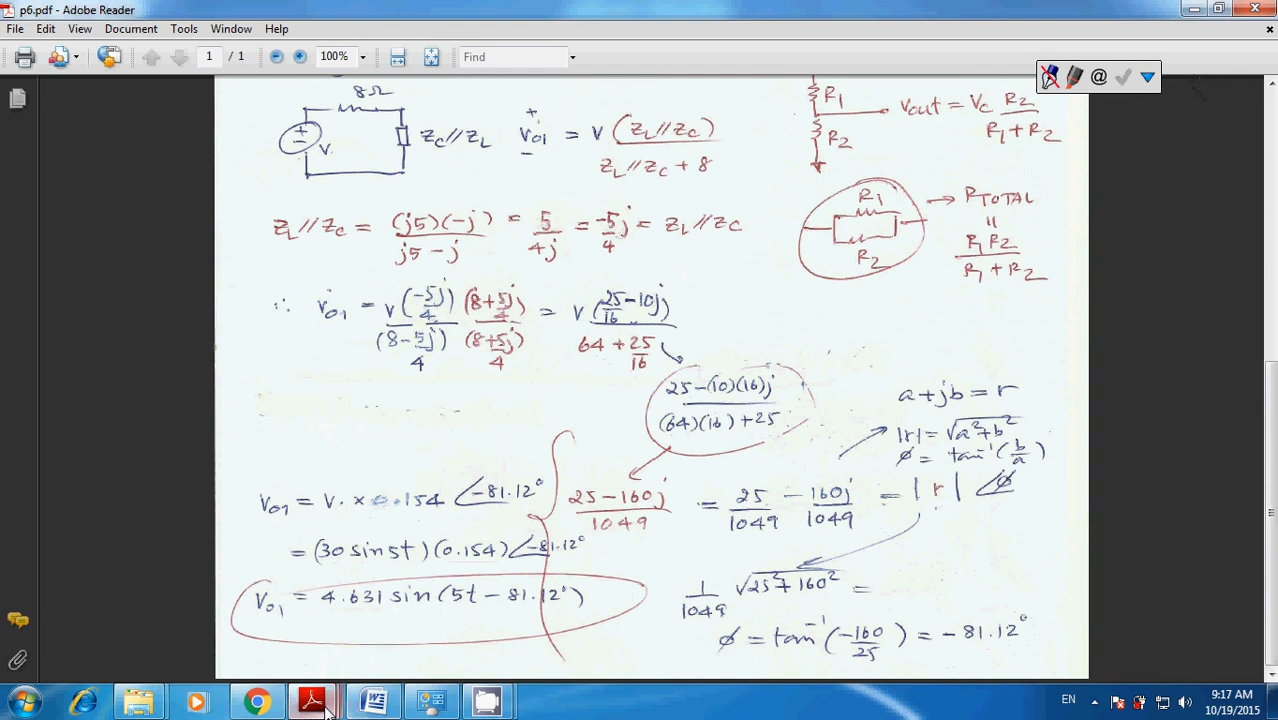 p6.pdf - Adobe Reader
File Edit View Document Tools Window Help
1 / 1 100% Find
8Ω
+ − V. Zc//ZL
+ Vo1 − = V (ZL//Zc) / ZL//Zc + 8
R1
R2
Vout = Vc R2 / R1 + R2
ZL//Zc = (j5)(-j) / j5 - j = 5 / 4j = -5j / 4 = ZL//Zc
R1
R2
→ RTOTAL
=
R1 R2 / R1 + R2
∴ Vo1 = V(-5j/4) (8+5j/4) / (8-5j/4) (8+5j/4) = V(25/16 - 10j) / 64 + 25/16
25 - (10)(16)j / (64)(16) + 25
a + jb = r
|r| = √a² + b²
ø = tan⁻¹(b/a)
Vo1 = V. × 0.154 ∠-81.12°
25 - 160j / 1049 = 25/1049 - 160j/1049 = |r| ∠ø
= (30 sin5t)(0.154)∠-81.12°
Vo1 = 4.631 sin(5t - 81.12°)
1/1049 √25² + 160² =
ø = tan⁻¹(-160/25) = -81.12°
EN
9:17 AM
10/19/2015